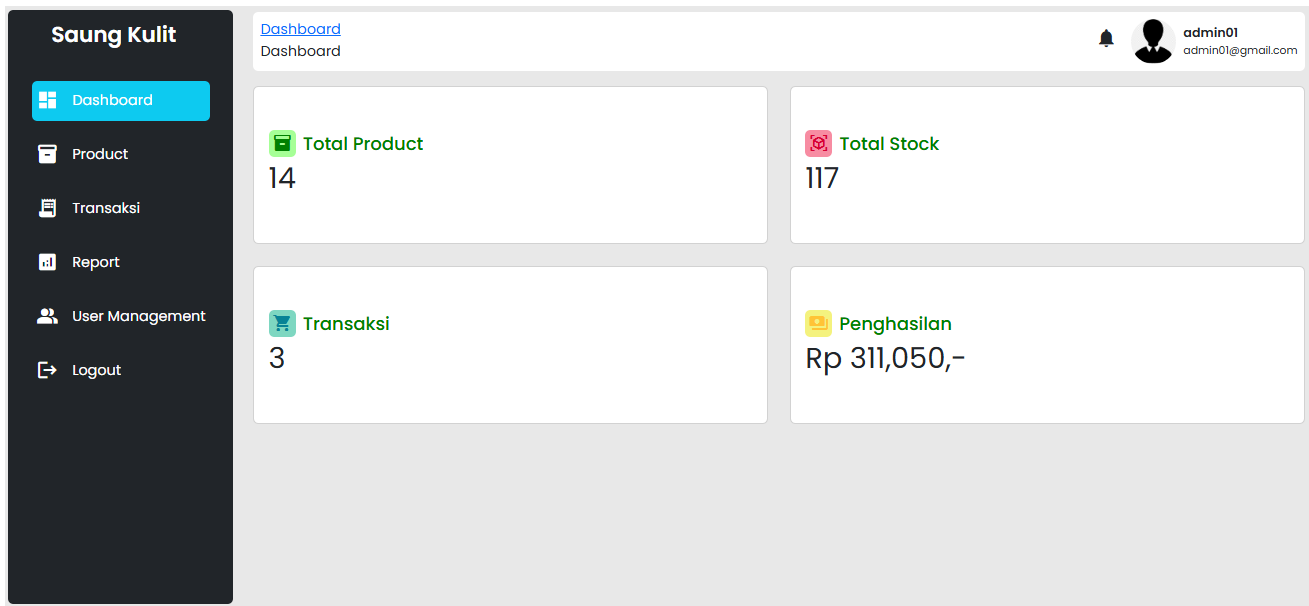 Saung Kulit
Dashboard
Product
Transaksi
Report
User Management
Logout
Dashboard
Dashboard
admin01
admin01@gmail.com
Total Product
14
Total Stock
117
Transaksi
3
Penghasilan
Rp 311,050,-